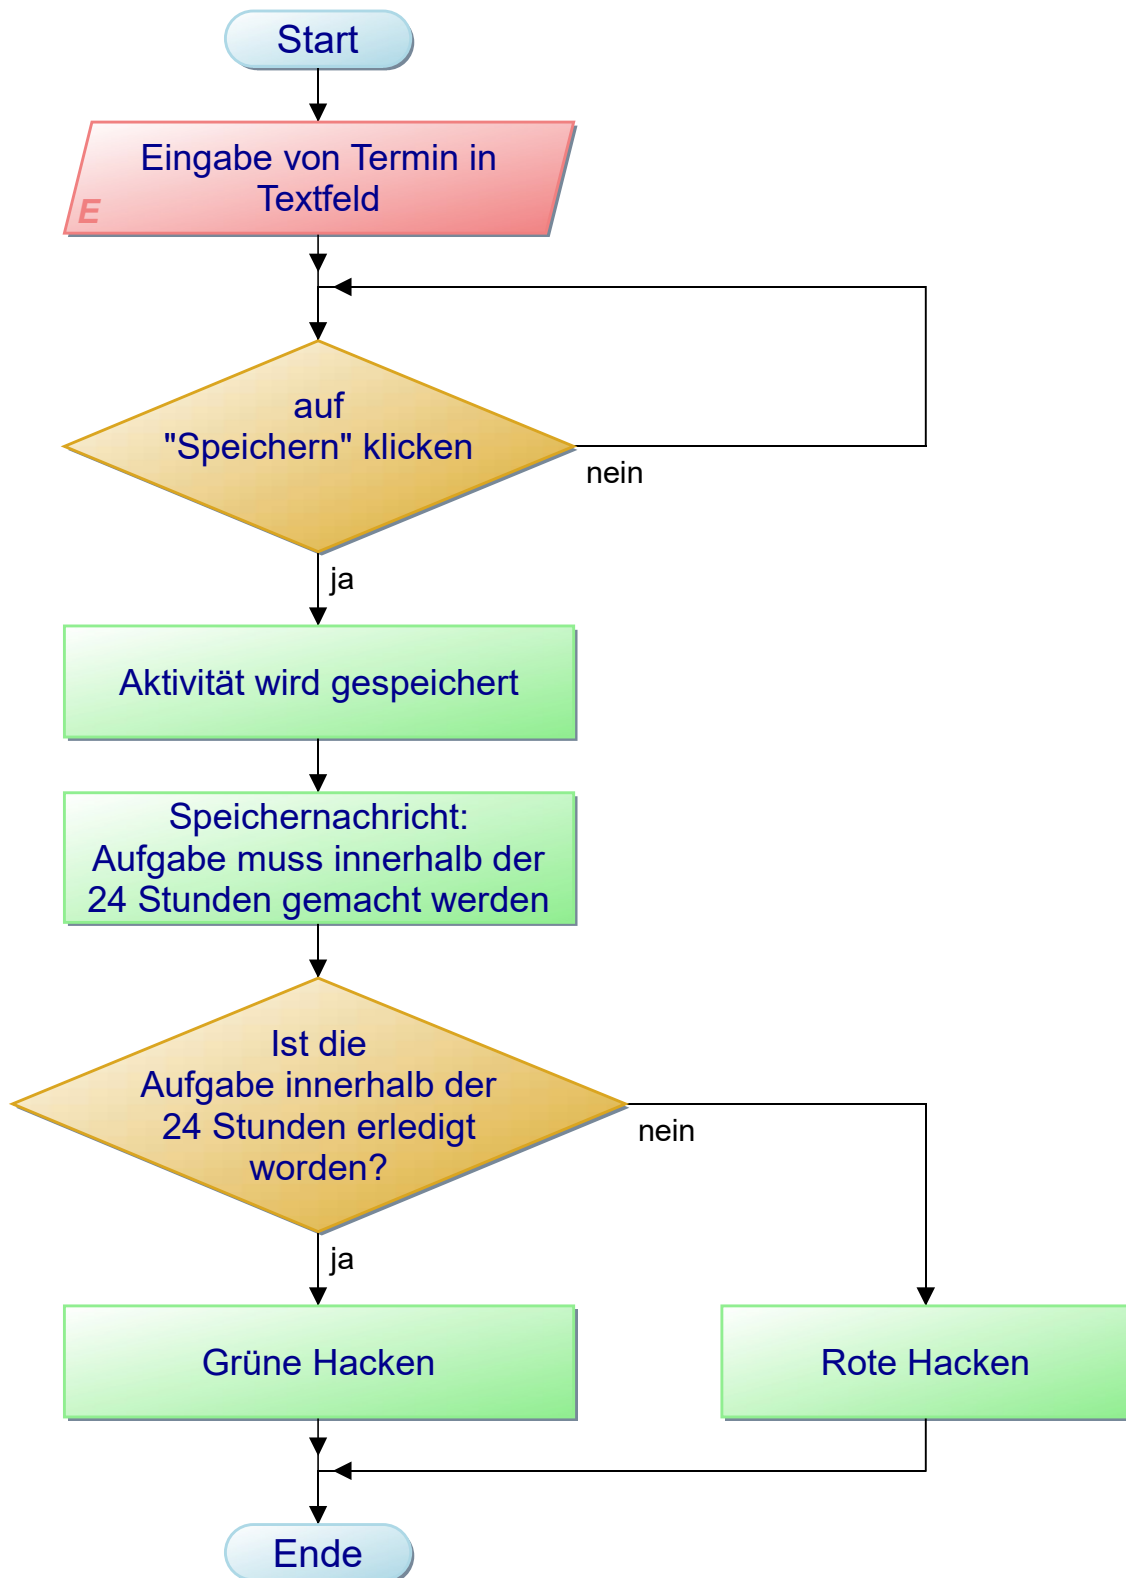 Start
Eingabe von Termin in
Textfeld
E
auf
"Speichern" klicken
nein
ja
Aktivität wird gespeichert
Speichernachricht:
Aufgabe muss innerhalb der
24 Stunden gemacht werden
Ist die
Aufgabe innerhalb der
24 Stunden erledigt
worden?
nein
ja
Grüne Hacken
Rote Hacken
Ende